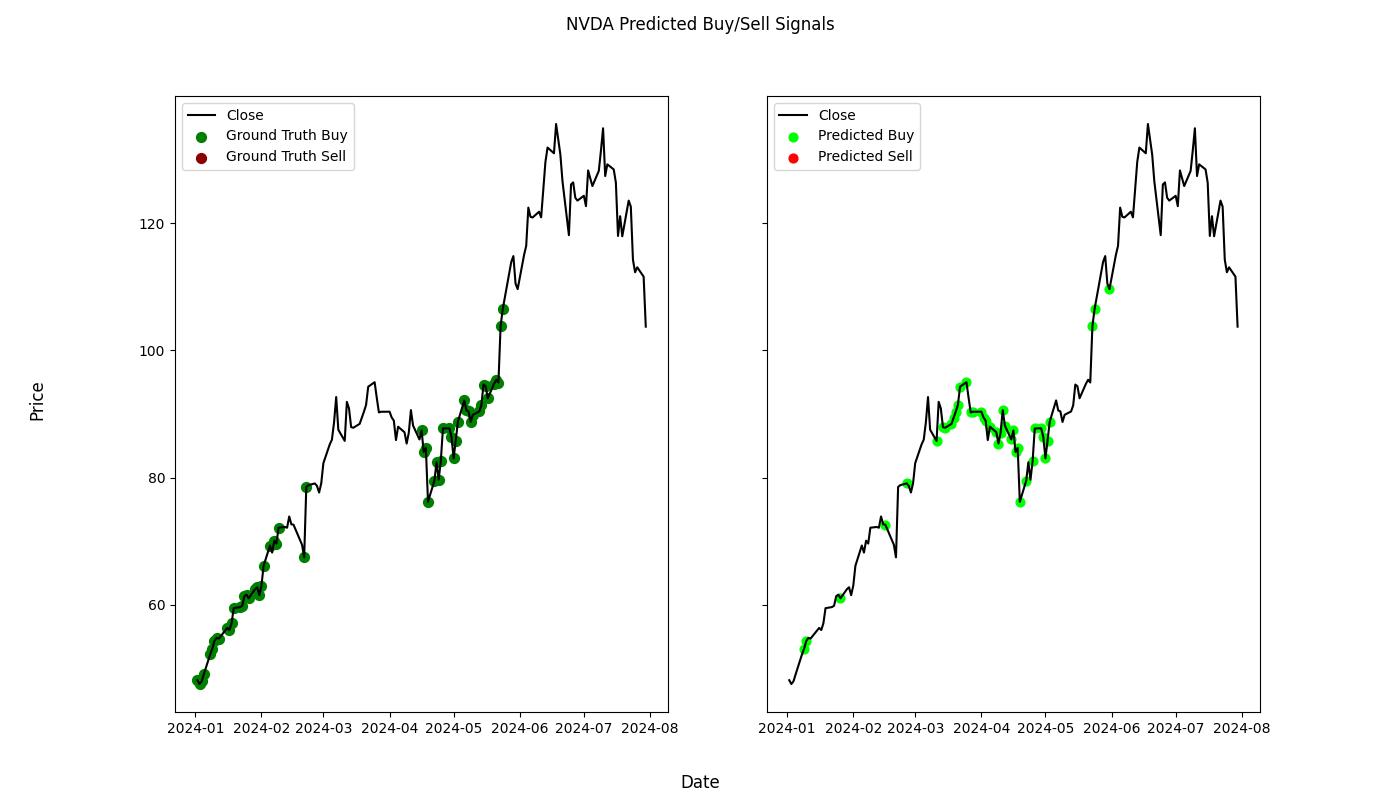 NVDA Predicted Buy/Sell Signals
Close
Ground Truth Buy
Ground Truth Sell
Close
Predicted Buy
Predicted Sell
120
100
80
60
Price
2024-01 2024-02 2024-03 2024-04 2024-05 2024-06 2024-07 2024-08
2024-01 2024-02 2024-03 2024-04 2024-05 2024-06 2024-07 2024-08
Date